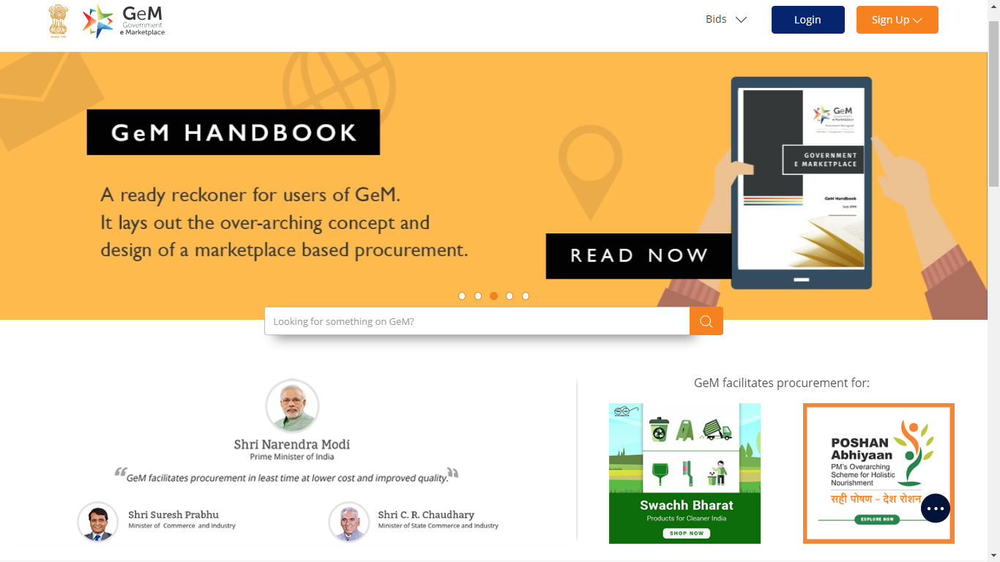 GeM
Government
e Marketplace
Bids
Login
Sign Up
GeM HANDBOOK
A ready reckoner for users of GeM.
It lays out the over-arching concept and
design of a marketplace based procurement.
READ NOW
GeM
Government
e Marketplace
GOVERNMENT
E MARKETPLACE
GeM Handbook
July 2018
Looking for something on GeM?
Shri Narendra Modi
Prime Minister of India
“GeM facilitates procurement in least time at lower cost and improved quality.”
Shri Suresh Prabhu
Minister of Commerce and Industry
Shri C. R. Chaudhary
Minister of State Commerce and Industry
GeM facilitates procurement for:
Swachh Bharat
Products for Cleaner India
SHOP NOW
POSHAN
Abhiyaan
PM's Overarching
Scheme for Holistic
Nourishment
सही पोषण – देश रोशन
EXPLORE NOW